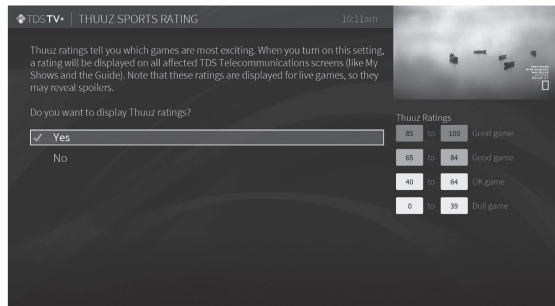 TDS TV+ | THUUZ SPORTS RATING 10:11am
Thuuz ratings tell you which games are most exciting. When you turn on this setting,
a rating will be displayed on all affected TDS Telecommunications screens (like My
Shows and the Guide). Note that these ratings are displayed for live games, so they
may reveal spoilers.
Do you want to display Thuuz ratings?
✓ Yes
No
Thuuz Ratings
85 to 100 Great game
65 to 84 Good game
40 to 64 OK game
0 to 39 Dull game